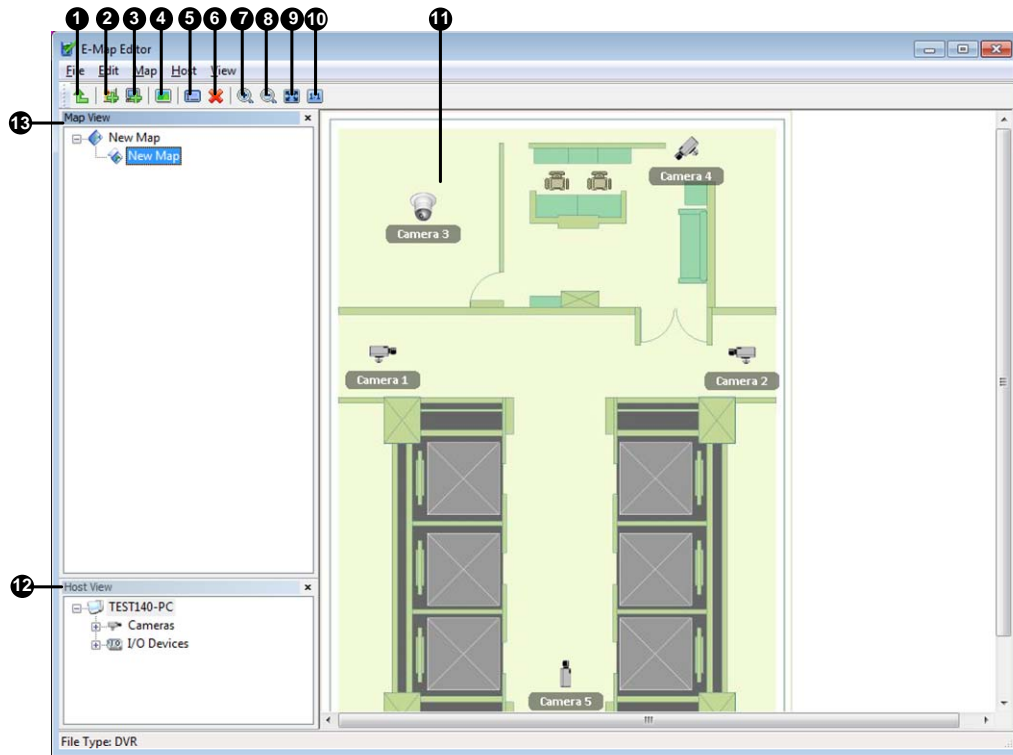 1 2 3 4 5 6 7 8 9 10 11
E-Map Editor
File Edit Map Host View
13
Map View
New Map
New Map
Camera 4
Camera 3
Camera 1
Camera 2
12
Host View
TEST140-PC
Cameras
I/O Devices
Camera 5
File Type: DVR